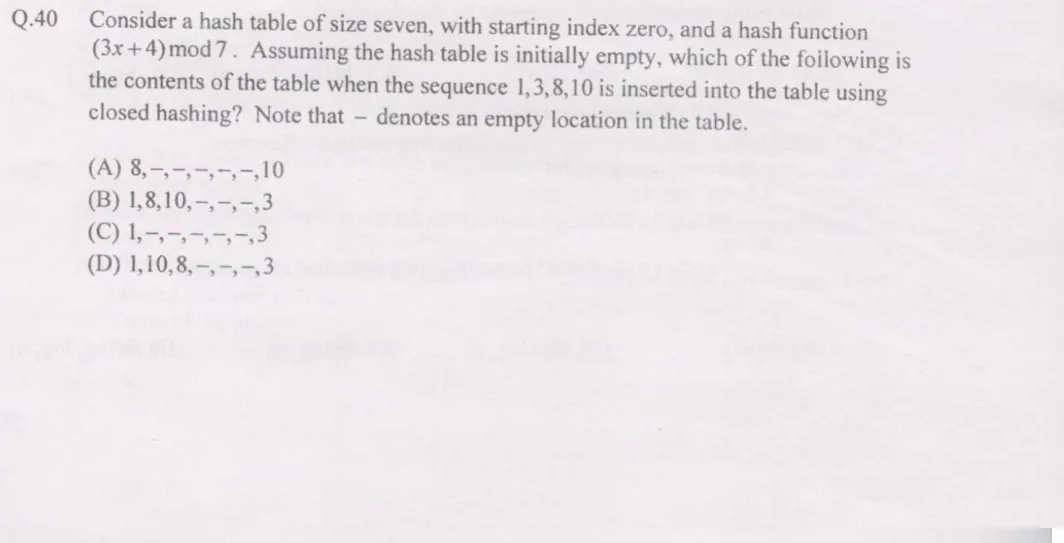 Q.40 Consider a hash table of size seven, with starting index zero, and a hash function
(3x+4)mod 7. Assuming the hash table is initially empty, which of the following is
the contents of the table when the sequence 1,3,8,10 is inserted into the table using
closed hashing? Note that – denotes an empty location in the table.
(A) 8,–,–,–,–,–,10
(B) 1,8,10,–,–,–,3
(C) 1,–,–,–,–,–,3
(D) 1,10,8,–,–,–,3